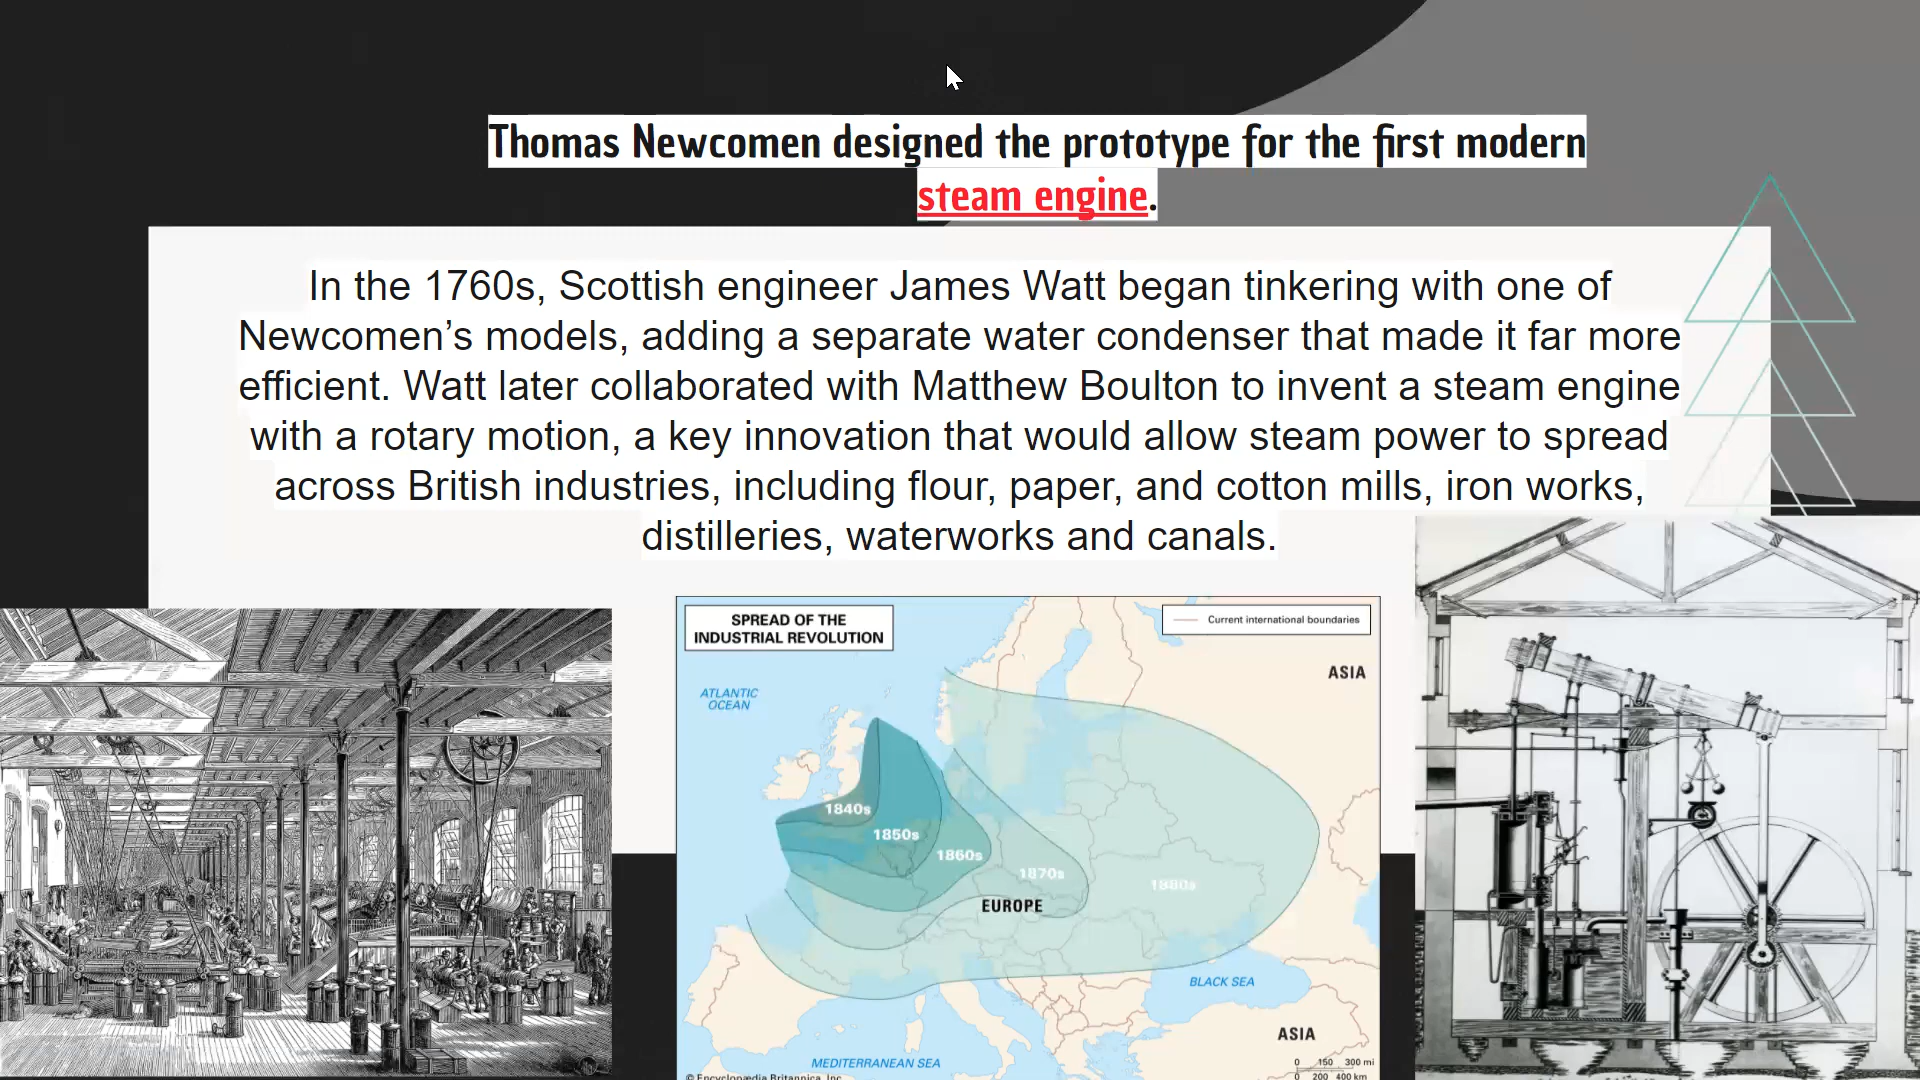 Thomas Newcomen designed the prototype for the first modern
steam engine.
In the 1760s, Scottish engineer James Watt began tinkering with one of
Newcomen’s models, adding a separate water condenser that made it far more
efficient. Watt later collaborated with Matthew Boulton to invent a steam engine
with a rotary motion, a key innovation that would allow steam power to spread
across British industries, including flour, paper, and cotton mills, iron works,
distilleries, waterworks and canals.
SPREAD OF THE
INDUSTRIAL REVOLUTION
Current international boundaries
ASIA
ATLANTIC
OCEAN
1840s
1850s
1860s
1870s
1880s
EUROPE
BLACK SEA
ASIA
MEDITERRANEAN SEA
0 150 300 mi
0 200 400 km
© Encyclopædia Britannica, Inc.